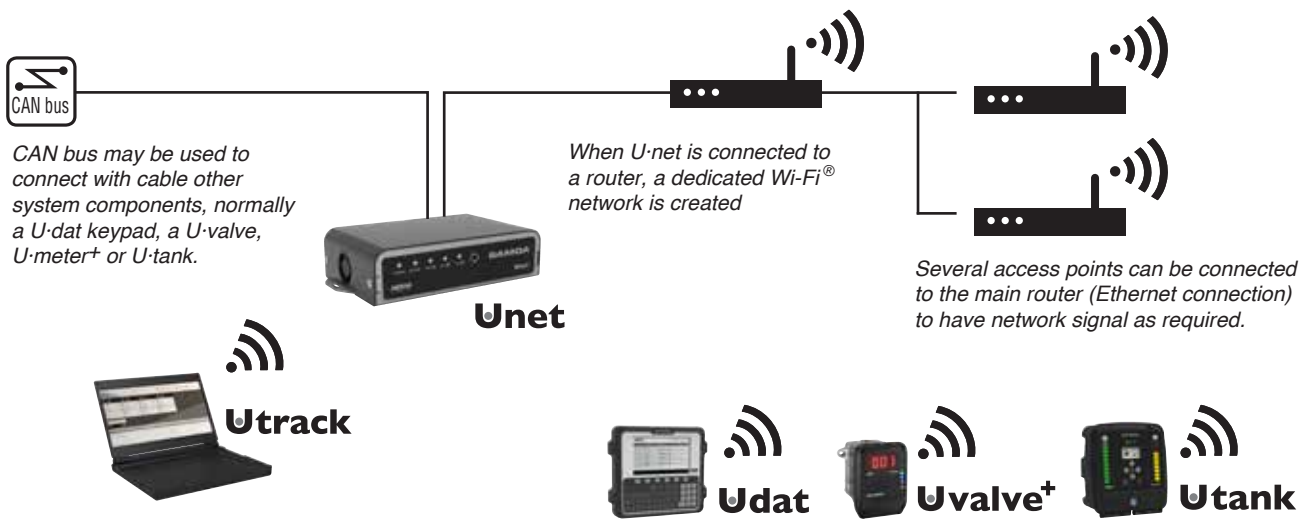 CAN bus
CAN bus may be used to
connect with cable other
system components, normally
a U·dat keypad, a U·valve,
U·meter+ or U·tank.
When U·net is connected to
a router, a dedicated Wi-Fi®
network is created
Several access points can be connected
to the main router (Ethernet connection)
to have network signal as required.
SAMOA
Unet
Utrack
001
Udat
Uvalve+
Utank